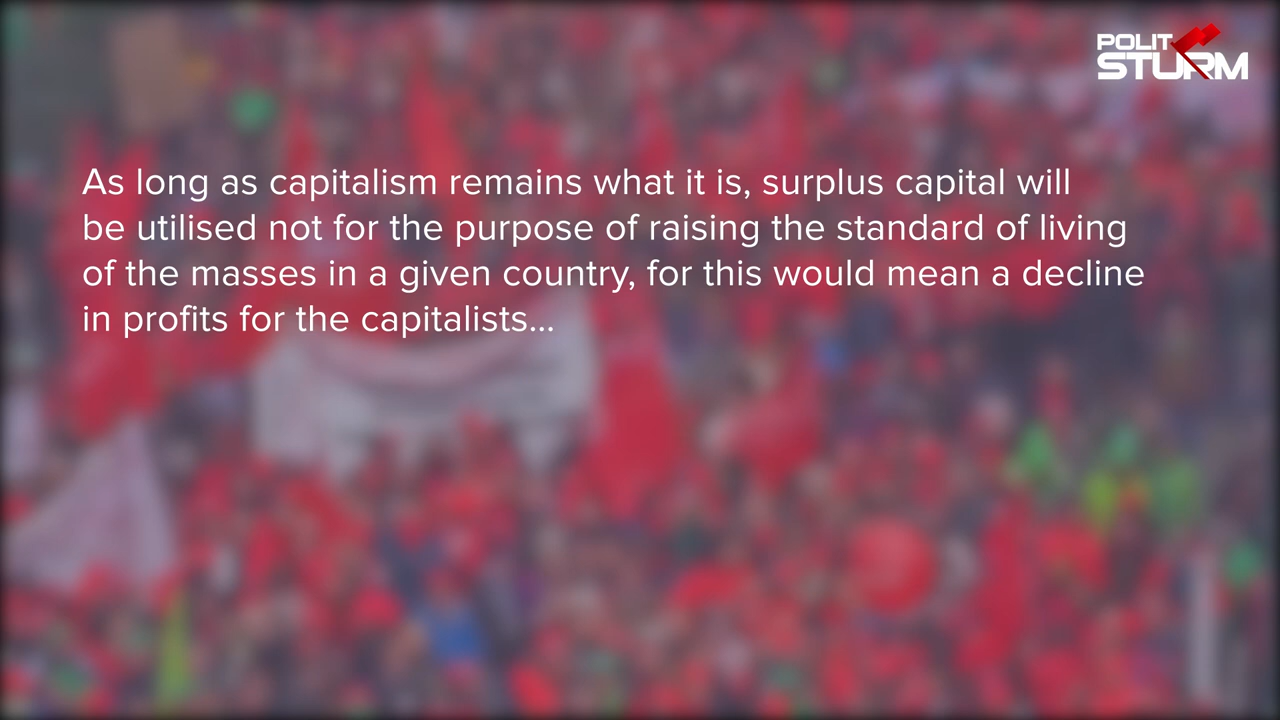 POLIT
STURM
As long as capitalism remains what it is, surplus capital will
be utilised not for the purpose of raising the standard of living
of the masses in a given country, for this would mean a decline
in profits for the capitalists...